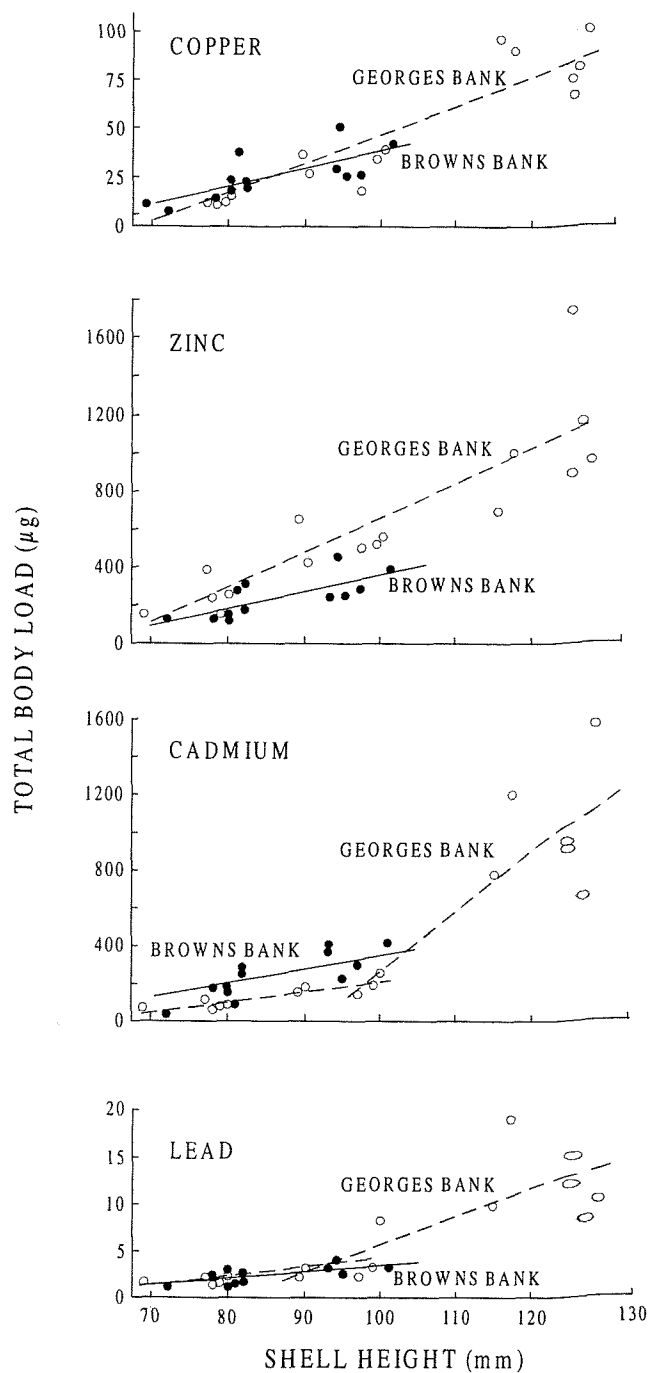 100
COPPER
GEORGES BANK
75
50
BROWNS BANK
25
0
1600
ZINC
1200
GEORGES BANK
800
400
BROWNS BANK
0
TOTAL BODY LOAD (µg)
1600
CADMIUM
1200
GEORGES BANK
800
BROWNS BANK
400
0
20
LEAD
15
GEORGES BANK
10
5
BROWNS BANK
0
70 80 90 100 110 120 130
SHELL HEIGHT (mm)